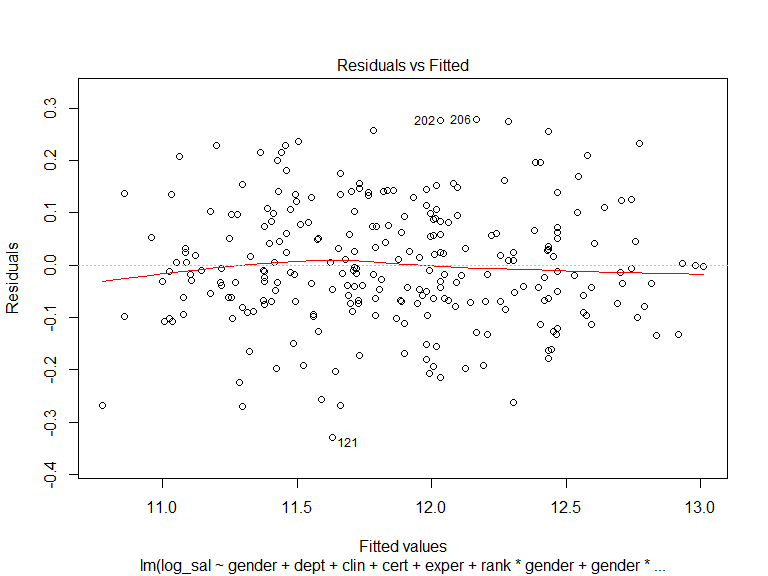 Residuals vs Fitted
0.3
0.2
0.1
0.0
-0.1
-0.2
-0.3
-0.4
Residuals
202
206
121
11.0 11.5 12.0 12.5 13.0
Fitted values
lm(log_sal ~ gender + dept + clin + cert + exper + rank * gender + gender * ...